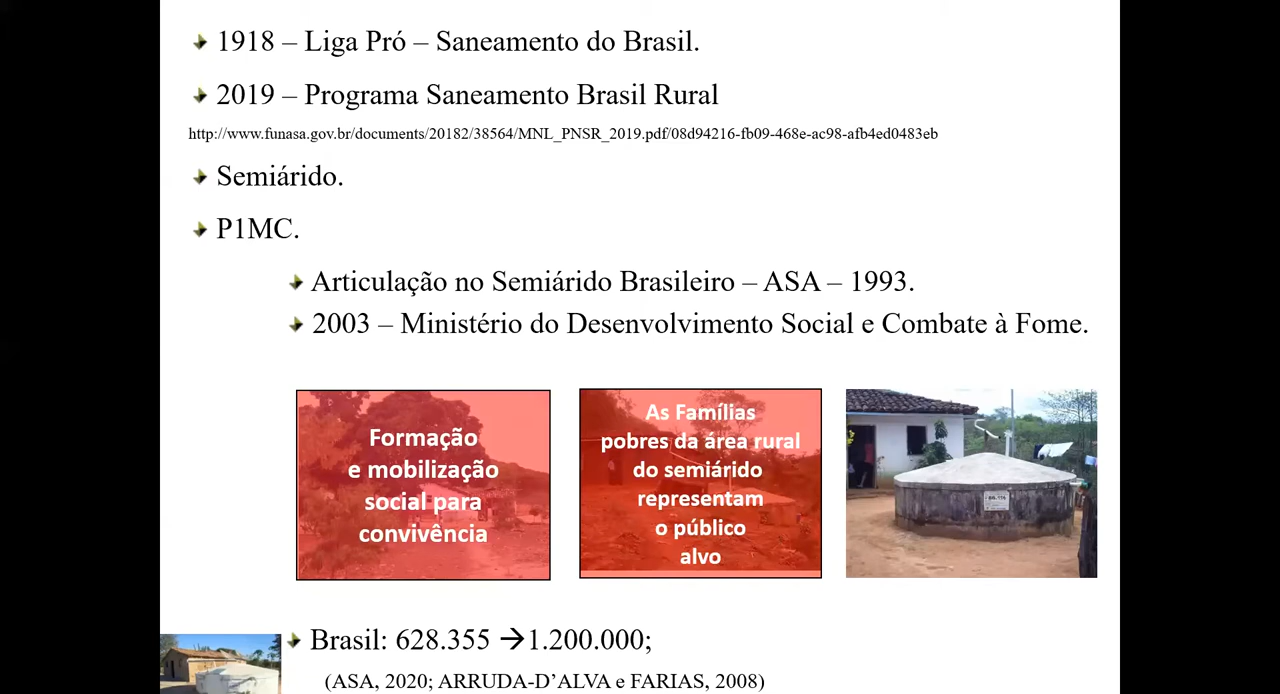 1918 – Liga Pró – Saneamento do Brasil.
2019 – Programa Saneamento Brasil Rural
http://www.funasa.gov.br/documents/20182/38564/MNL_PNSR_2019.pdf/08d94216-fb09-468e-ac98-afb4ed0483eb
Semiárido.
P1MC.
Articulação no Semiárido Brasileiro – ASA – 1993.
2003 – Ministério do Desenvolvimento Social e Combate à Fome.
Formação
e mobilização
social para
convivência
As Famílias
pobres da área rural
do semiárido
representam
o público
alvo
Brasil: 628.355 →1.200.000;
(ASA, 2020; ARRUDA-D’ALVA e FARIAS, 2008)